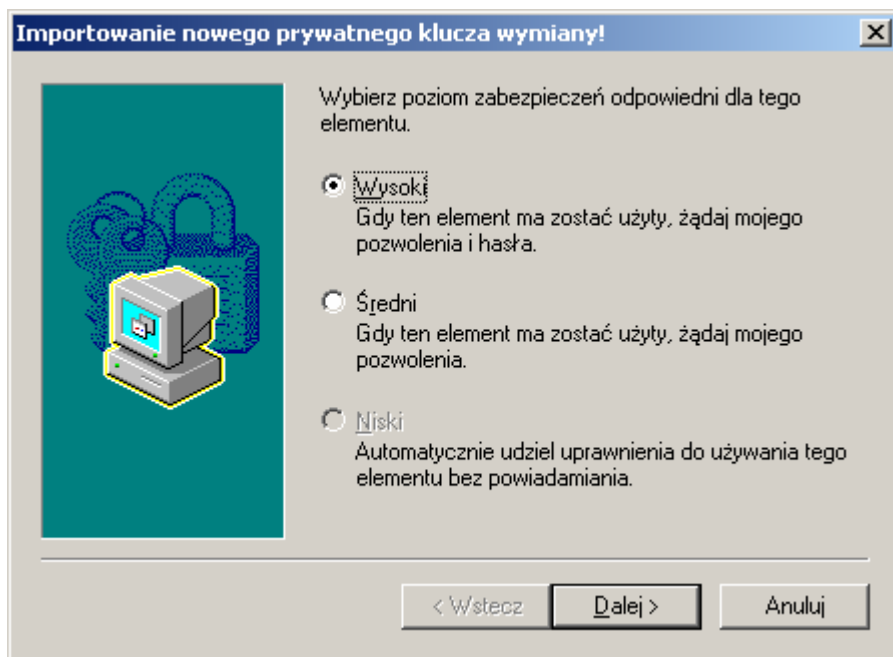 Importowanie nowego prywatnego klucza wymiany!
Wybierz poziom zabezpieczeń odpowiedni dla tego
elementu.
Wysoki
Gdy ten element ma zostać użyty, żądaj mojego
pozwolenia i hasła.
Średni
Gdy ten element ma zostać użyty, żądaj mojego
pozwolenia.
Niski
Automatycznie udziel uprawnienia do używania tego
elementu bez powiadamiania.
< Wstecz
Dalej >
Anuluj